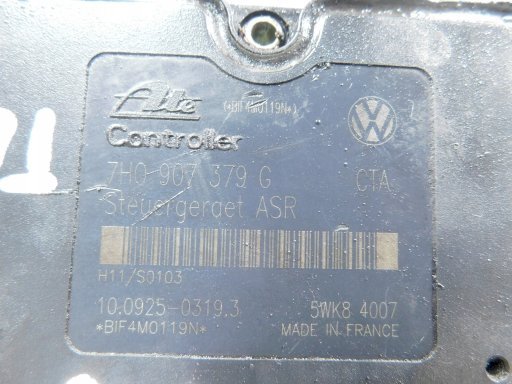 Ate (*BIF4M0119N*)
Controller
7H0 907 379 G CTA
Steuergeraet ASR
H11/S0103
10.0925-0319.3 5WK8 4007
*BIF4M0119N* MADE IN FRANCE